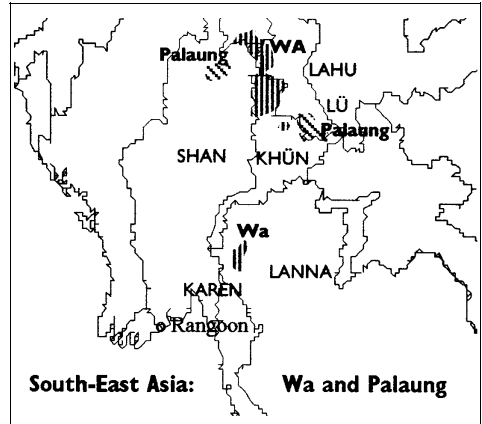 Palaung
WA
LAHU
LÜ
Palaung
SHAN
KHÜN
Wa
LANNA
KAREN
Rangoon
South-East Asia: Wa and Palaung